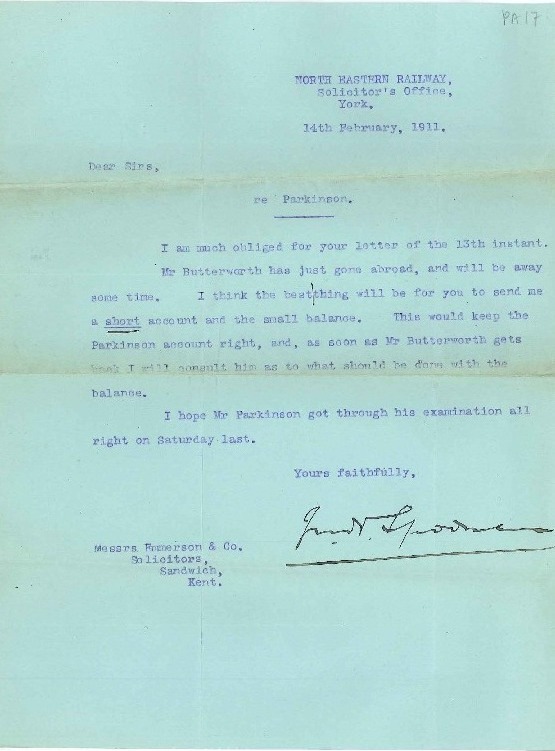 PA17
NORTH EASTERN RAILWAY,
Solicitor's Office,
York.
14th February, 1911.
Dear Sirs,
re Parkinson.
I am much obliged for your letter of the 13th instant.
Mr Butterworth has just gone abroad, and will be away
some time. I think the best thing will be for you to send me
a short account and the small balance. This would keep the
Parkinson account right, and, as soon as Mr Butterworth gets
back I will consult him as to what should be done with the
balance.
I hope Mr Parkinson got through his examination all
right on Saturday last.
Yours faithfully,
Messrs Emmerson & Co.
Solicitors,
Sandwich,
Kent.